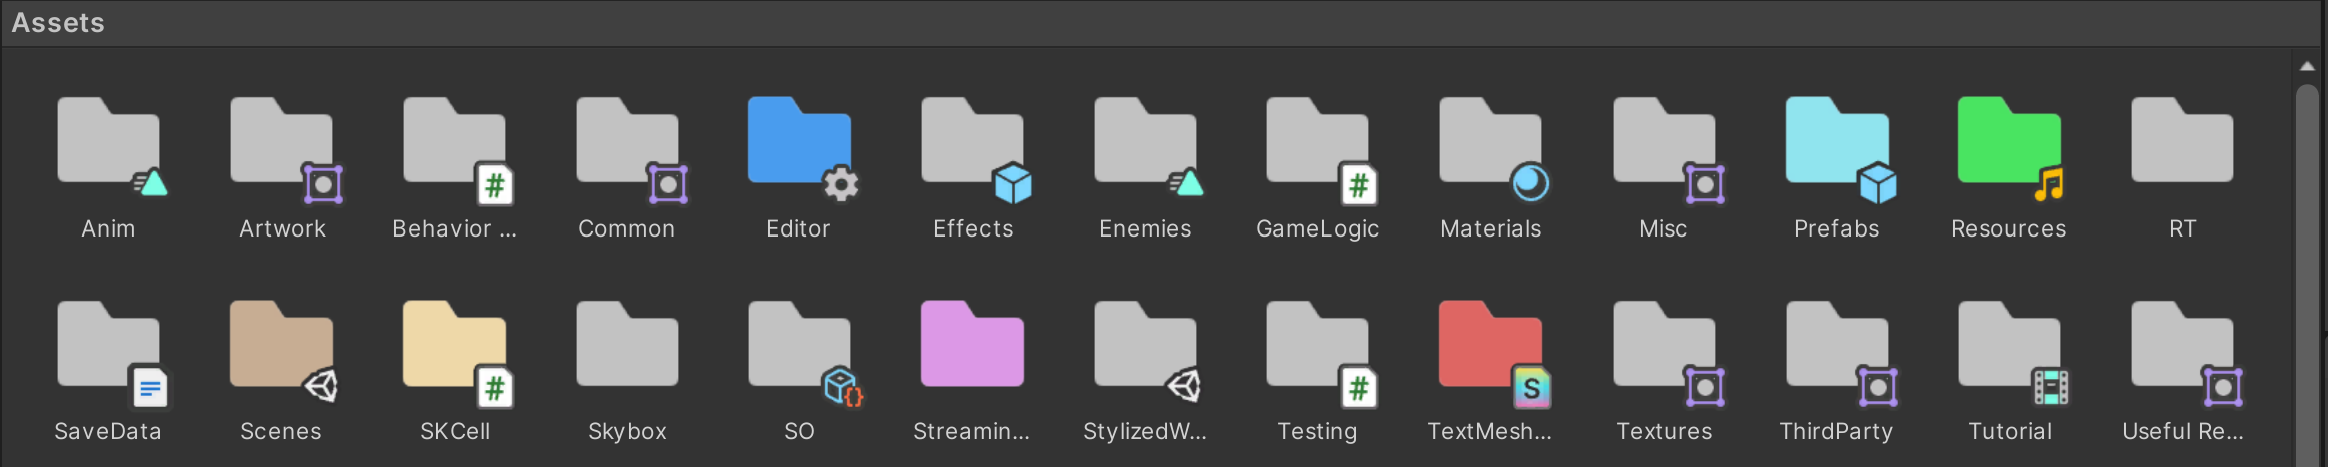 Assets
Anim Artwork Behavior ... Common Editor Effects Enemies GameLogic Materials Misc Prefabs Resources RT
SaveData Scenes SKCell Skybox SO Streamin... StylizedW... Testing TextMesh... Textures ThirdParty Tutorial Useful Re...